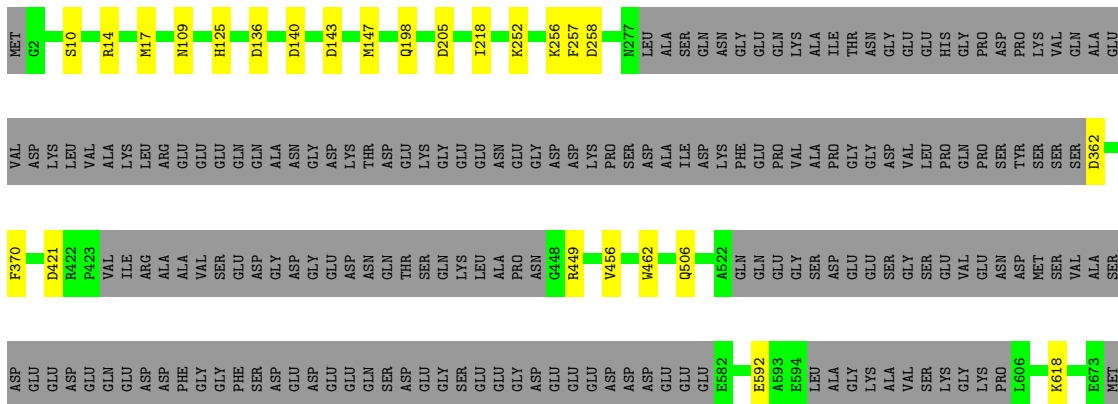 MET G2 S10 R14 M17 N109 H125 D136 D140 D143 M147 Q198 D205 I218 K252 K256 F257 D258 N277 LEU ALA SER GLN ASN GLY GLU GLN LYS ALA ILE THR ASN GLY GLU GLU HIS GLY PRO ASP PRO LYS VAL GLN ALA GLU
VAL ASP LYS LEU VAL ALA LYS LEU ARG GLU GLU GLU GLN GLN ALA ASN GLY ASP LYS THR ASP GLU LYS GLY GLU GLU ASN GLU GLY ASP ASP LYS PRO SER ASP ALA ILE ASP LYS PHE GLU PRO VAL ALA PRO GLY GLY ASP VAL LEU PRO GLN PRO SER TYR SER SER SER D362
F370 D421 R422 P423 VAL ILE ARG ALA ALA VAL SER GLU ASP GLY ASP GLY GLU ASP ASN GLN THR SER GLN LYS LEU ALA PRO ASN G448 R449 V456 W462 Q506 A522 GLN GLN GLU GLY SER ASP GLU GLU SER GLY SER GLU VAL GLU ASN ASP MET SER VAL ALA SER
ASP GLU GLU ASP GLU GLN GLU ASP ASP PHE GLY GLY PHE SER ASP GLU ASP GLU GLU GLN SER ASP GLU GLY SER GLU GLU GLY ASP GLU GLU GLU ASP ASP ASP GLU GLU GLU E582 E592 A593 E594 LEU ALA GLY LYS ALA VAL SER LYS GLY LYS PRO L606 K618 E673 MET